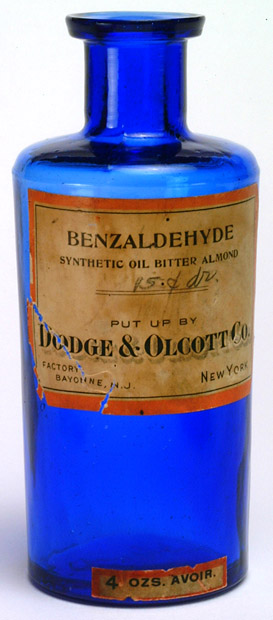 BENZALDEHYDE
SYNTHETIC OIL BITTER ALMOND
PUT UP BY
DODGE & OLCOTT CO.
FACTORY
BAYONNE, N.J.
NEW YORK
4 OZS. AVOIR.